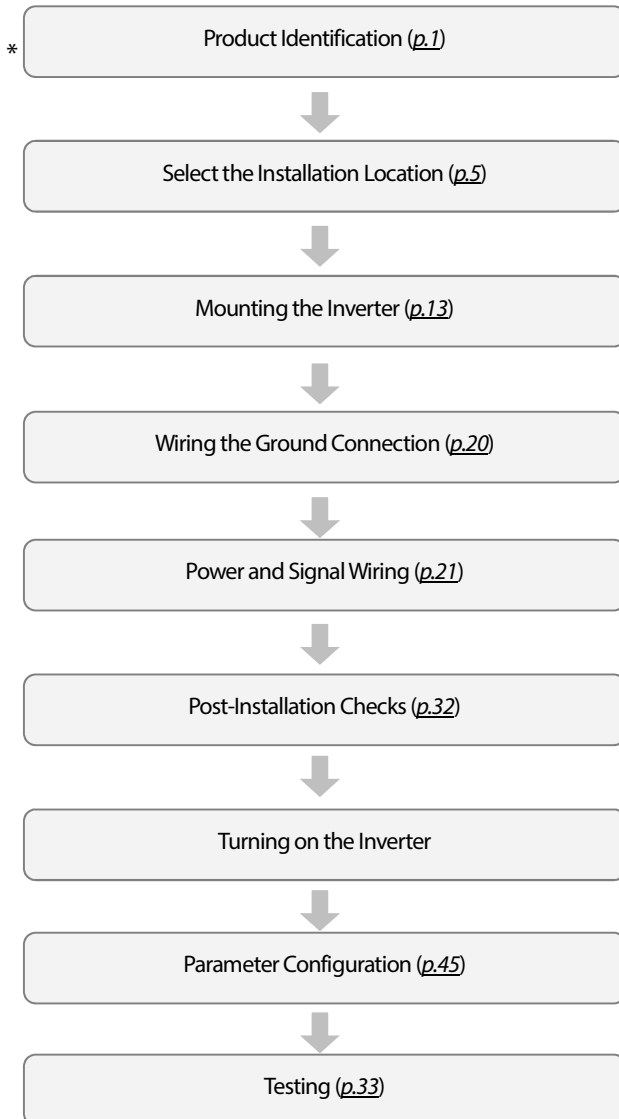 Product Identification (p.1)
*
Select the Installation Location (p.5)
Mounting the Inverter (p.13)
Wiring the Ground Connection (p.20)
Power and Signal Wiring (p.21)
Post-Installation Checks (p.32)
Turning on the Inverter
Parameter Configuration (p.45)
Testing (p.33)